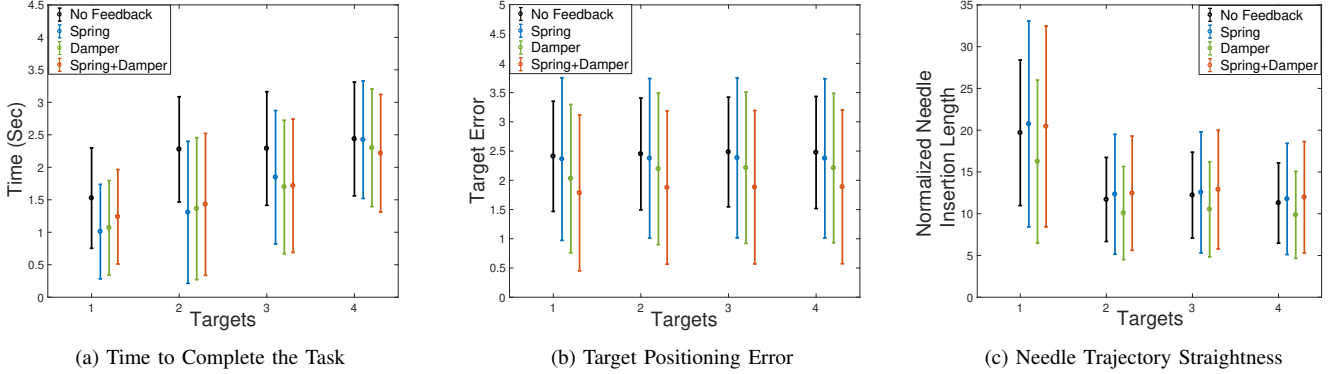 4.5
4
3.5
3
2.5
2
1.5
1
0.5
0
Time (Sec)
No Feedback
Spring
Damper
Spring+Damper
1 2 3 4
Targets
(a) Time to Complete the Task
5
4.5
4
3.5
3
2.5
2
1.5
1
0.5
0
Target Error
No Feedback
Spring
Damper
Spring+Damper
1 2 3 4
Targets
(b) Target Positioning Error
35
30
25
20
15
10
5
0
Normalized Needle
Insertion Length
No Feedback
Spring
Damper
Spring+Damper
1 2 3 4
Targets
(c) Needle Trajectory Straightness